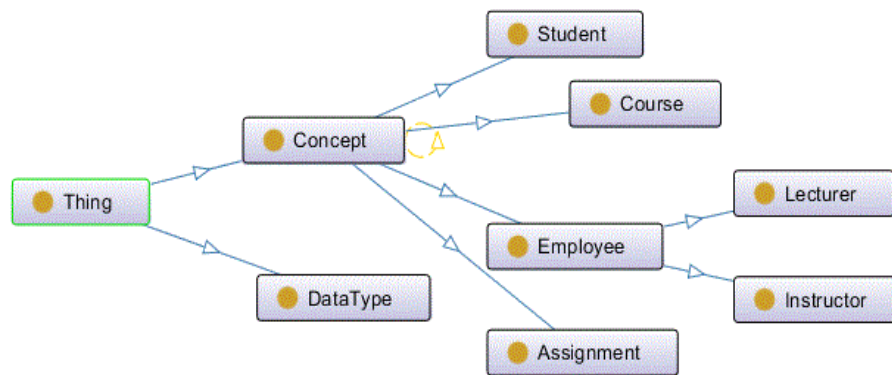 Student
Course
Concept
Lecturer
Thing
Employee
DataType
Instructor
Assignment